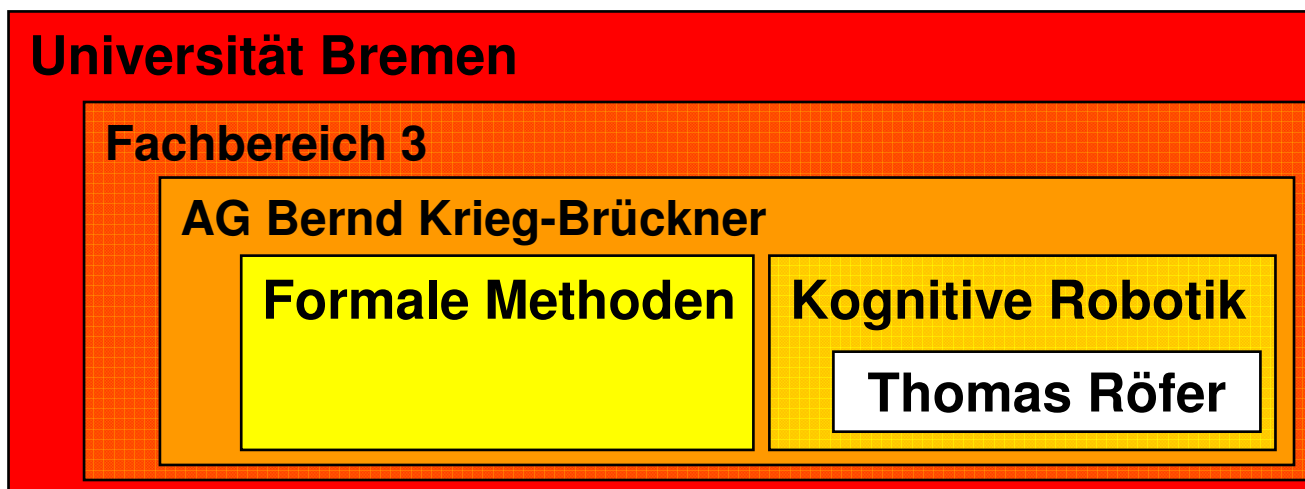 Universität Bremen
Fachbereich 3
AG Bernd Krieg-Brückner
Formale Methoden
Kognitive Robotik
Thomas Röfer